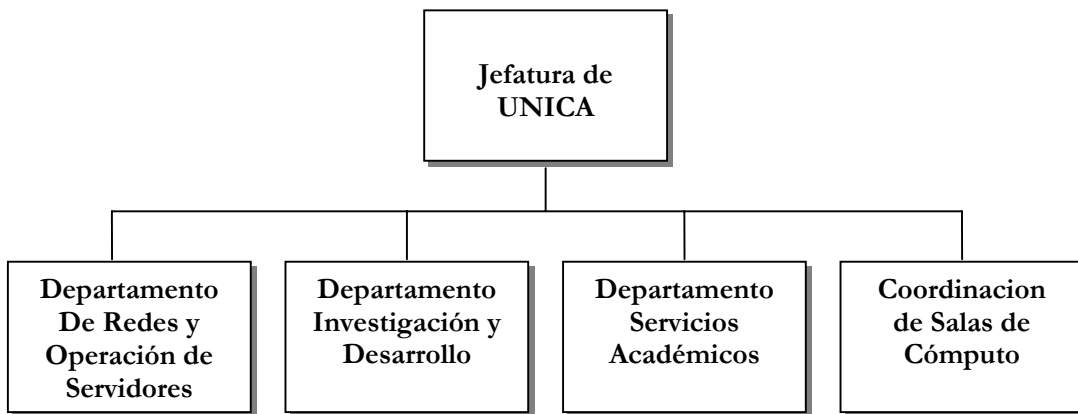 Jefatura de
UNICA
Departamento
De Redes y
Operación de
Servidores
Departamento
Investigación y
Desarrollo
Departamento
Servicios
Académicos
Coordinacion
de Salas de
Cómputo